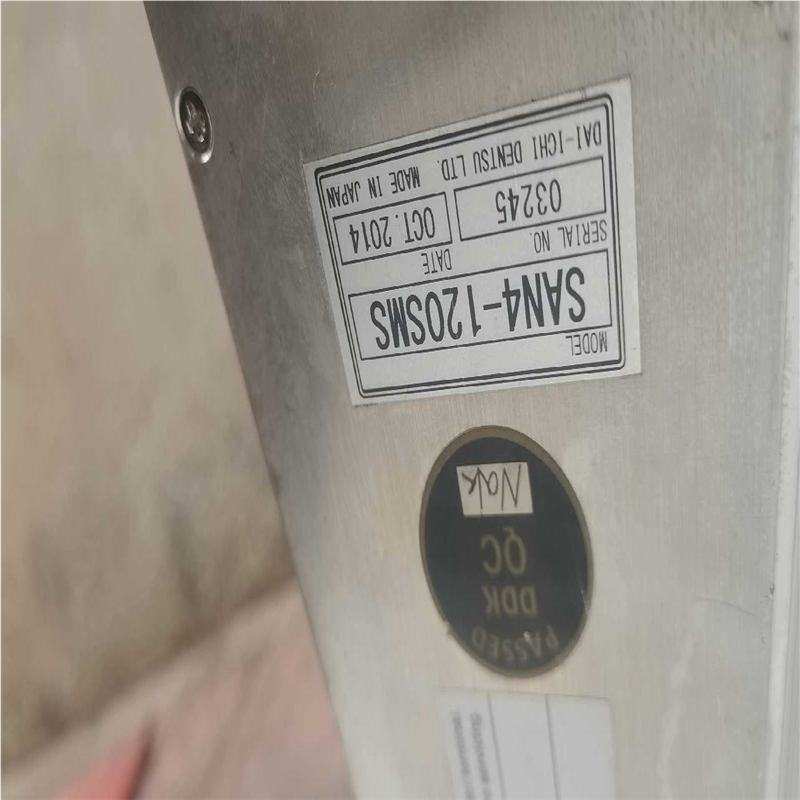 MODEL
SAN4-120SMS
SERIAL NO. DATE
03245 OCT.2014
DAI-ICHI DENTSU LTD. MADE IN JAPAN
PASSED
DDK
QC
Nak